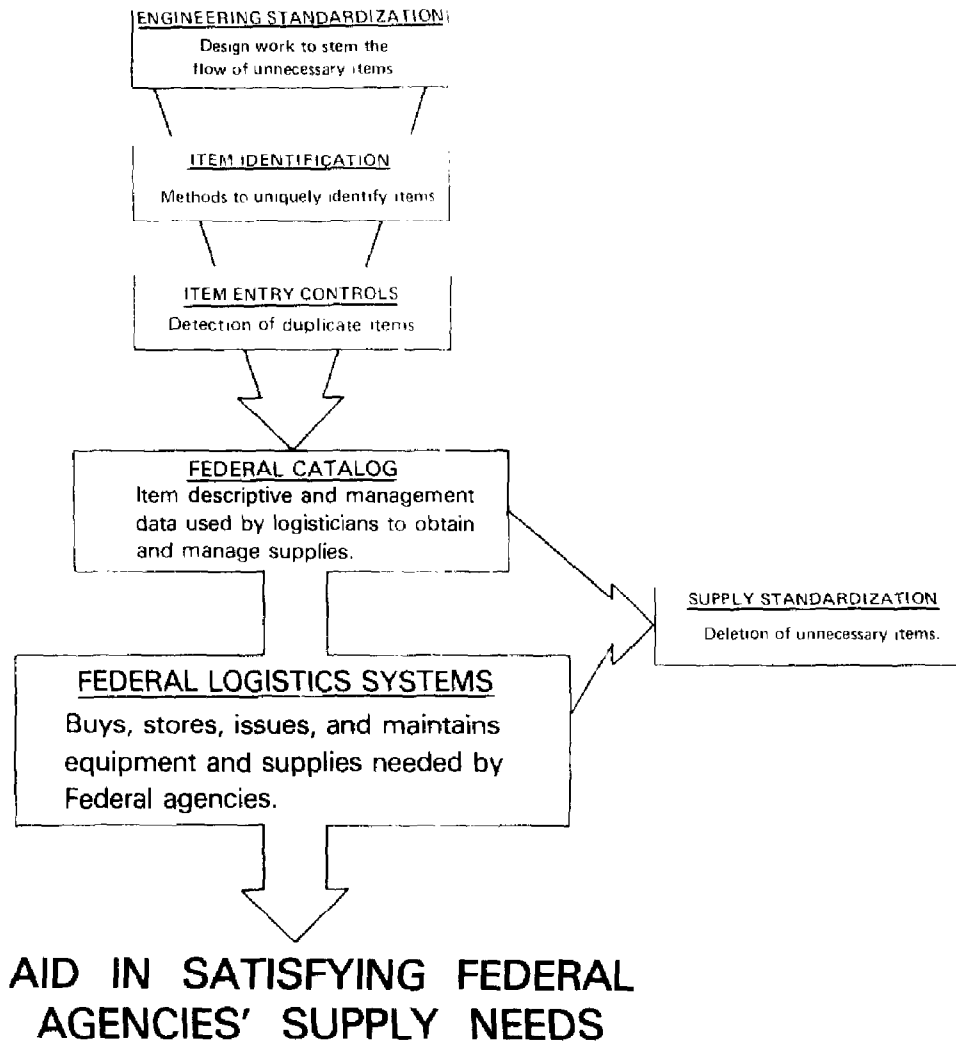 ENGINEERING STANDARDIZATION
Design work to stem the
flow of unnecessary items
ITEM IDENTIFICATION
Methods to uniquely identify items
ITEM ENTRY CONTROLS
Detection of duplicate items
FEDERAL CATALOG
Item descriptive and management
data used by logisticians to obtain
and manage supplies.
SUPPLY STANDARDIZATION
Deletion of unnecessary items.
FEDERAL LOGISTICS SYSTEMS
Buys, stores, issues, and maintains
equipment and supplies needed by
Federal agencies.
AID IN SATISFYING FEDERAL
AGENCIES' SUPPLY NEEDS